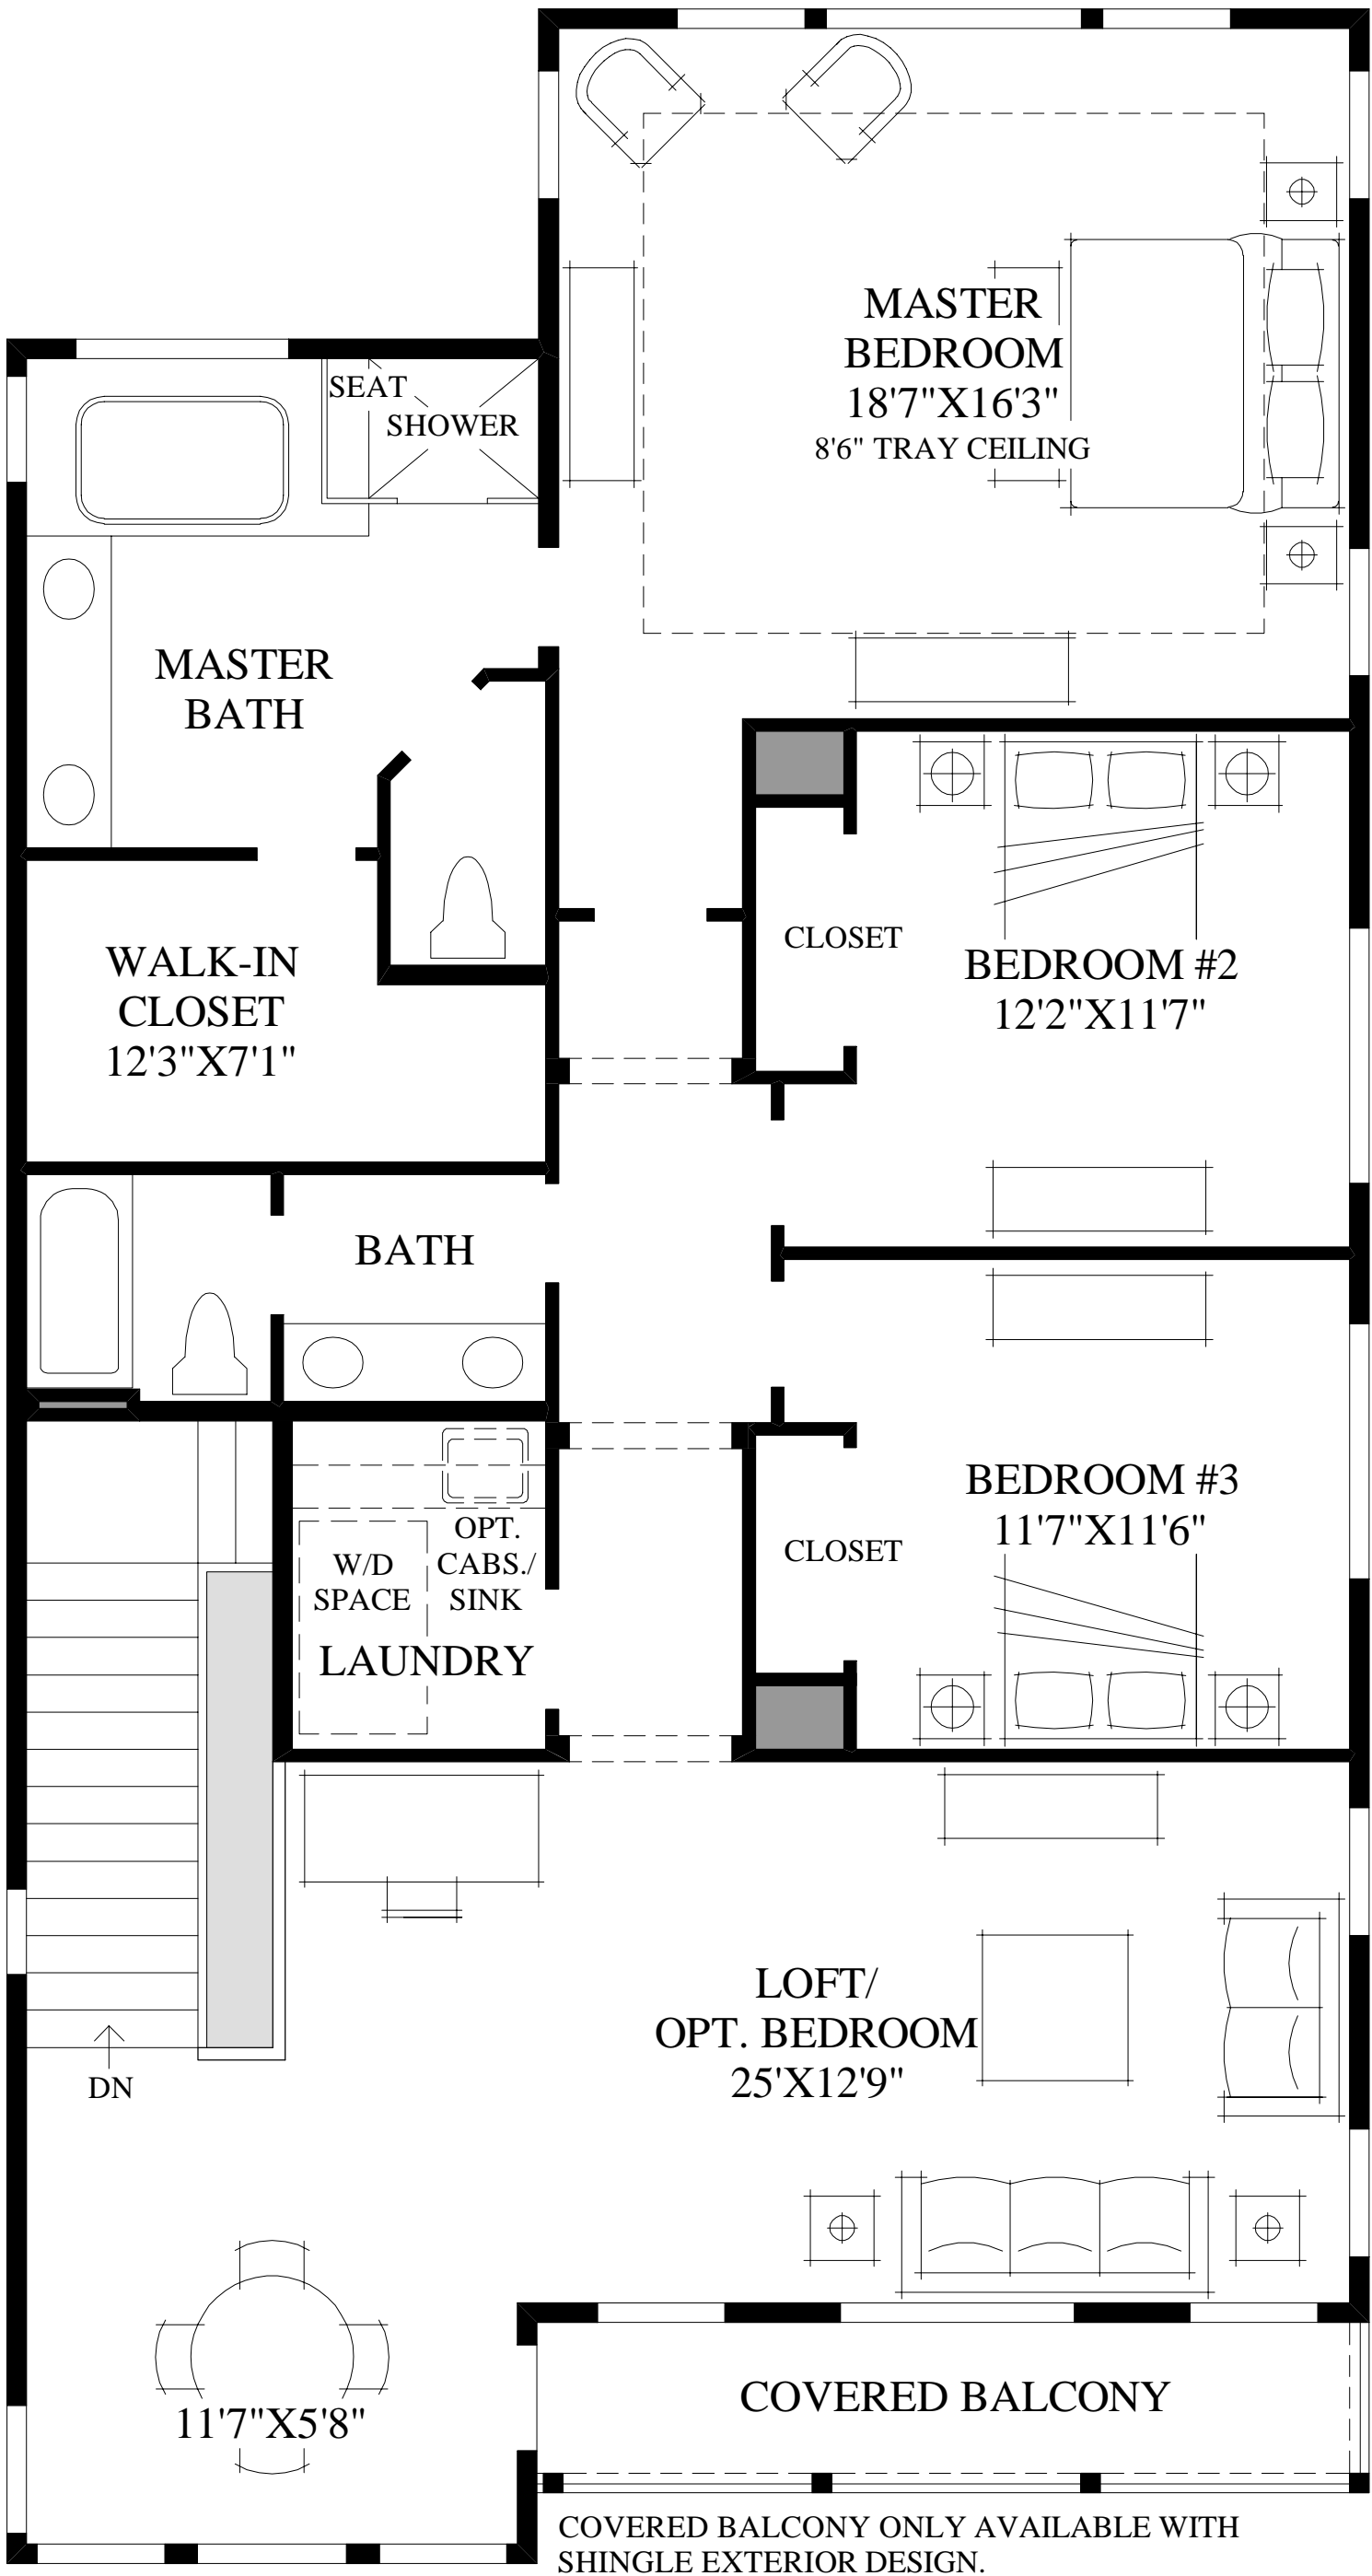 MASTER
BEDROOM
18'7"X16'3"
8'6" TRAY CEILING
SEAT
SHOWER
MASTER
BATH
WALK-IN
CLOSET
12'3"X7'1"
CLOSET
BEDROOM #2
12'2"X11'7"
BATH
BEDROOM #3
11'7"X11'6"
CLOSET
OPT.
CABS./
SINK
W/D
SPACE
LAUNDRY
LOFT/
OPT. BEDROOM
25'X12'9"
DN
11'7"X5'8"
COVERED BALCONY
COVERED BALCONY ONLY AVAILABLE WITH
SHINGLE EXTERIOR DESIGN.